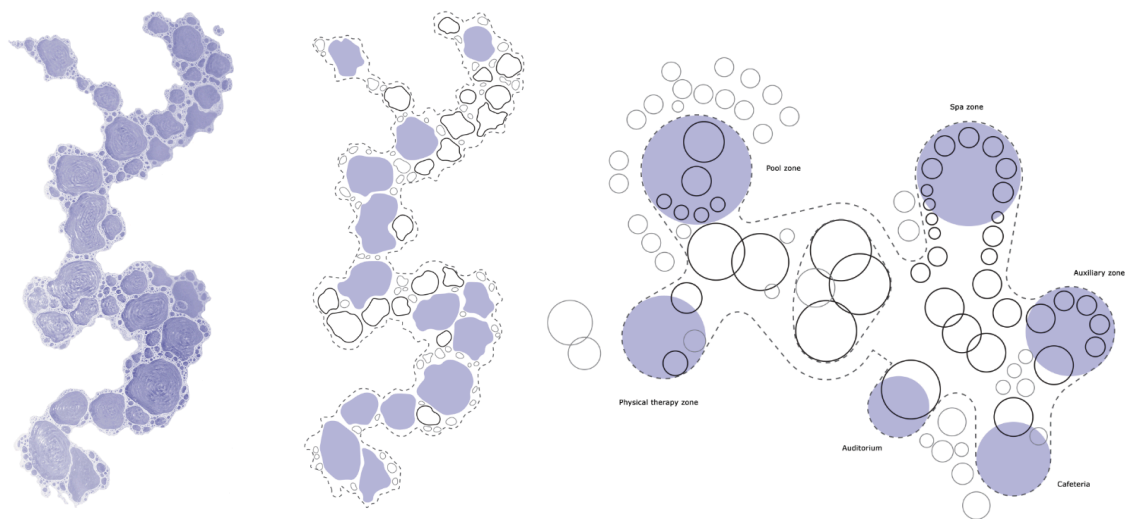 Spa zone
Pool zone
Auxiliary zone
Physical therapy zone
Auditorium
Cafeteria